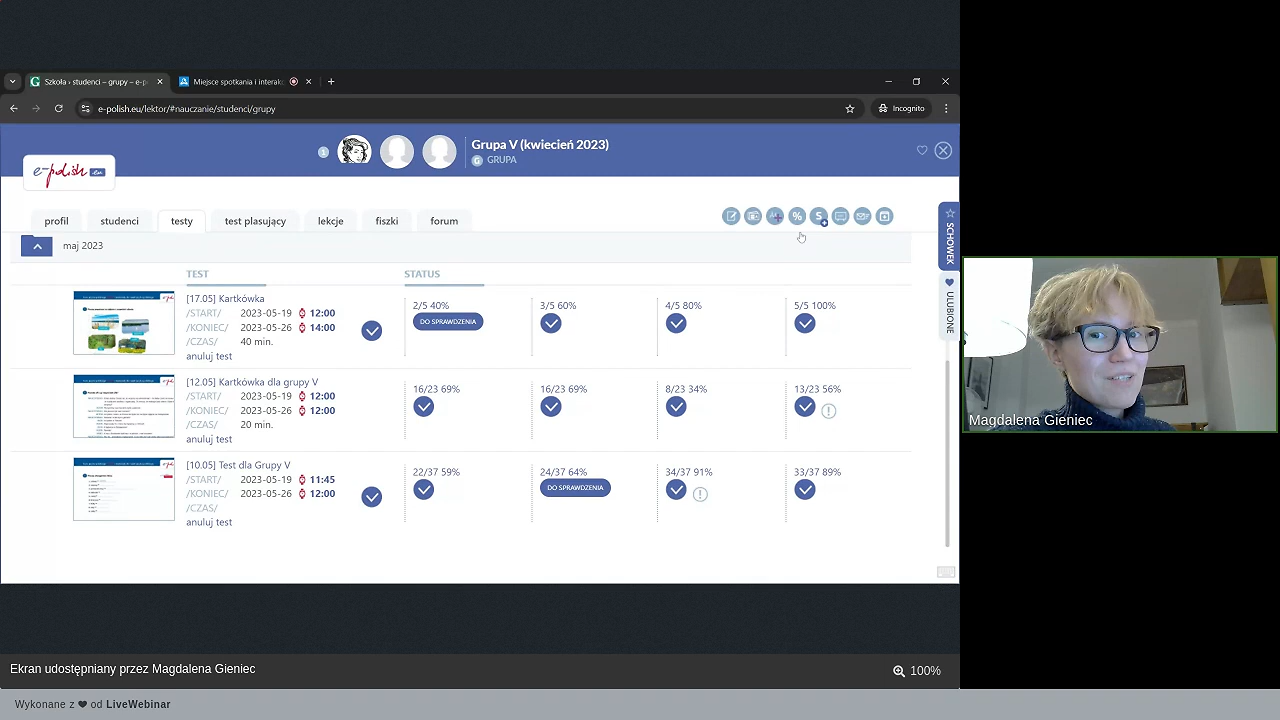 Szkoła › studenci – grupy – e-p
Miejsce spotkania i interak
e-polish.eu/lektor/#nauczanie/studenci/grupy
Incognito
e-polish.eu
1
Grupa V (kwiecień 2023)
G GRUPA
profil
studenci
testy
test sytuujący
lekcje
fiszki
forum
SCHOWEK
ULUBIONE
maj 2023
TEST
STATUS
[17.05] Kartkówka
/START/ 2023-05-19 12:00
/KONIEC/ 2023-05-26 14:00
/CZAS/ 40 min.
anuluj test
2/5 40%
DO SPRAWDZENIA
3/5 60%
4/5 80%
5/5 100%
[12.05] Kartkówka dla grupy V
/START/ 2023-05-19 12:00
/KONIEC/ 2023-05-26 12:00
/CZAS/ 20 min.
anuluj test
16/23 69%
16/23 69%
8/23 34%
13/23 56%
[10.05] Test dla Grupy V
/START/ 2023-05-19 11:45
/KONIEC/ 2023-05-26 12:00
/CZAS/
anuluj test
22/37 59%
24/37 64%
DO SPRAWDZENIA
34/37 91%
33/37 89%
Magdalena Gieniec
Ekran udostępniany przez Magdalena Gieniec
100%
Wykonane z ❤ od LiveWebinar